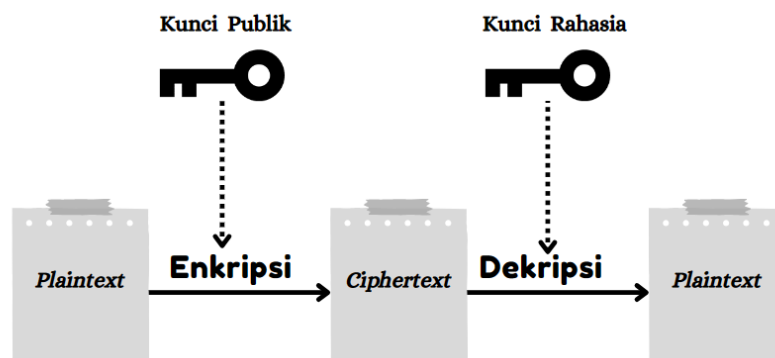 Kunci Publik
Kunci Rahasia
Plaintext
Enkripsi
Ciphertext
Dekripsi
Plaintext